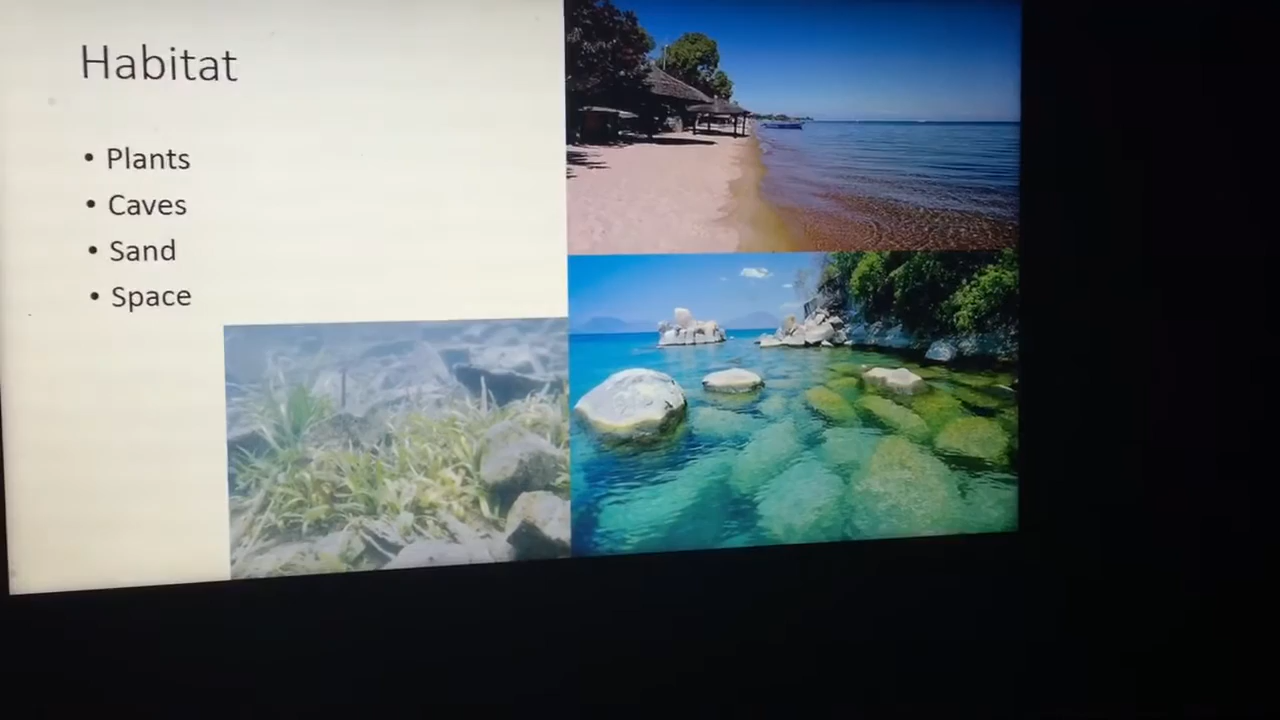 Habitat
• Plants
• Caves
• Sand
• Space